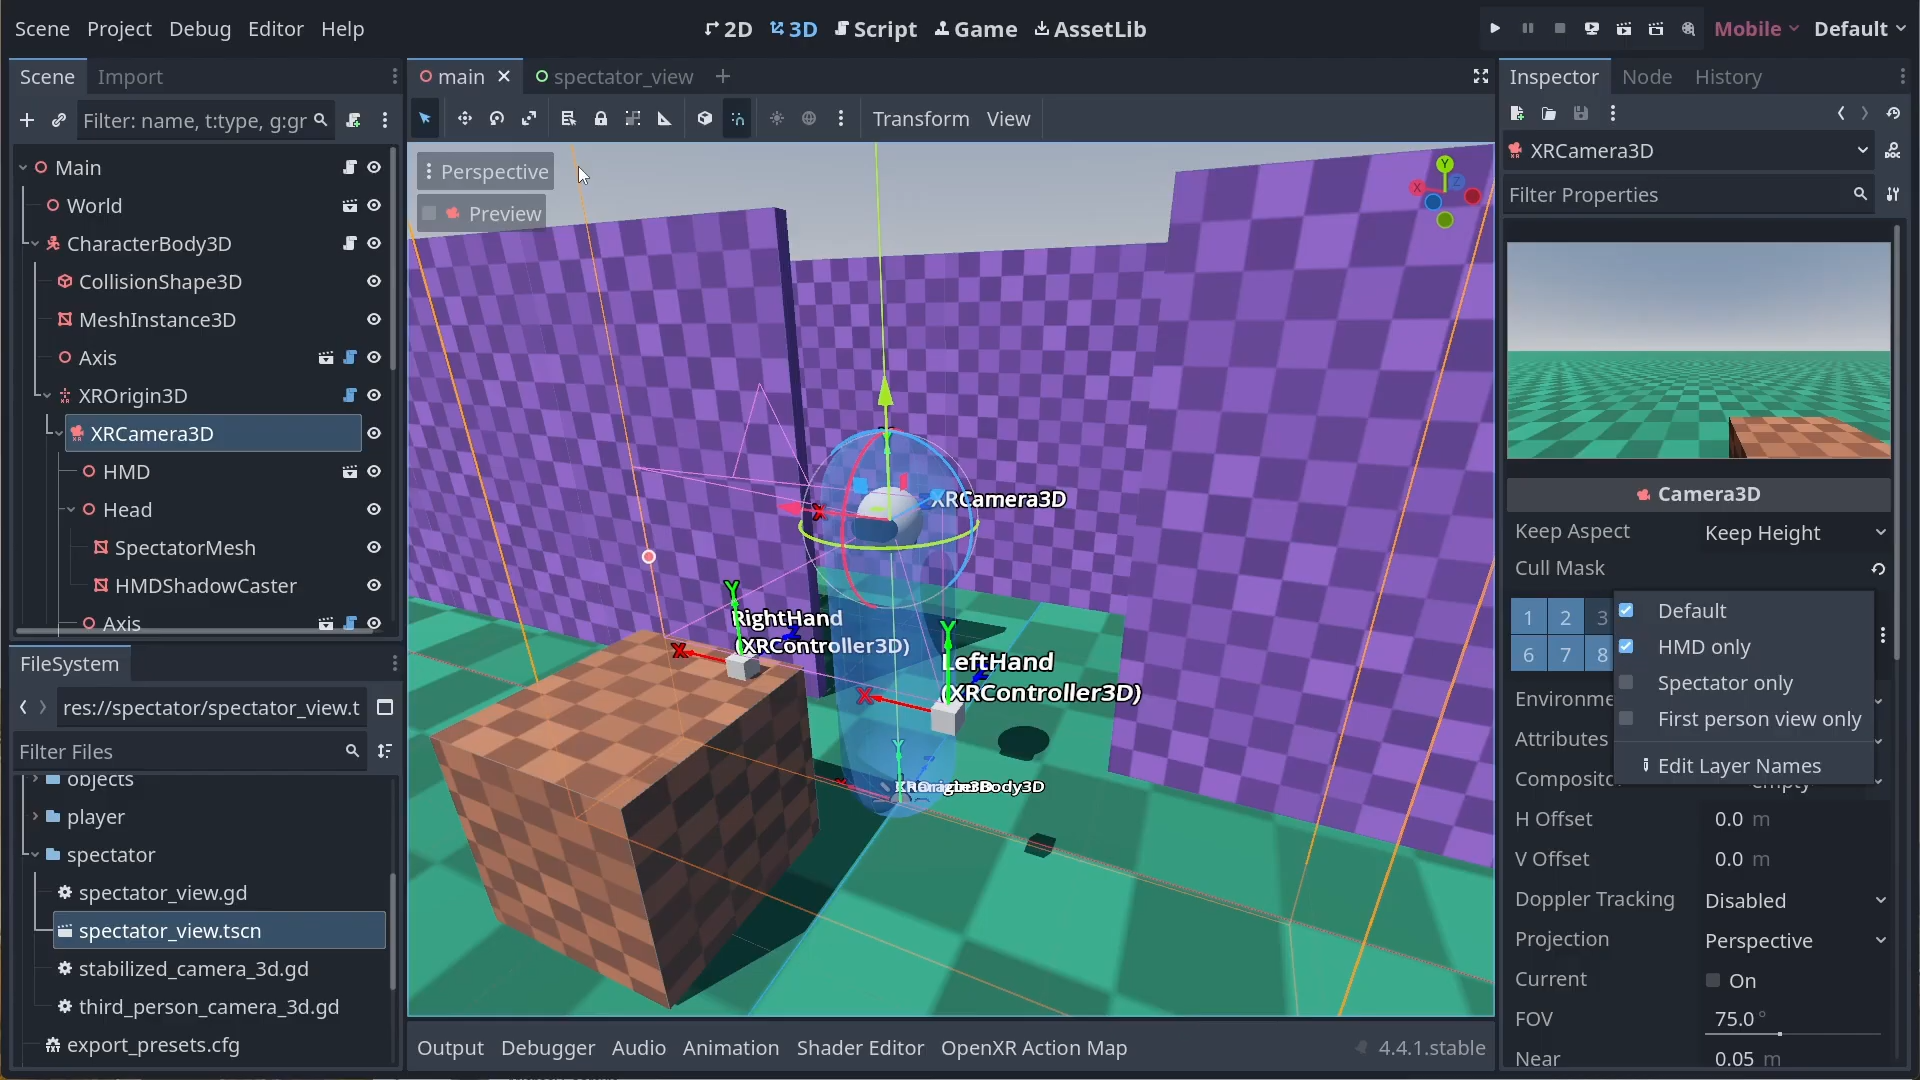 Scene Project Debug Editor Help
2D 3D Script Game AssetLib
Mobile Default
Scene Import
Filter: name, t:type, g:gr
Main
World
CharacterBody3D
CollisionShape3D
MeshInstance3D
Axis
XROrigin3D
XRCamera3D
HMD
Head
SpectatorMesh
HMDShadowCaster
Axis
FileSystem
res://spectator/spectator_view.t
Filter Files
objects
player
spectator
spectator_view.gd
spectator_view.tscn
stabilized_camera_3d.gd
third_person_camera_3d.gd
export_presets.cfg
main spectator_view
Transform View
Perspective
Preview
Y
X
Z
Y
X
XRCamera3D
Y
RightHand
(XRController3D)
X
Y
LeftHand
(XRController3D)
X
Y
Output Debugger Audio Animation Shader Editor OpenXR Action Map 4.4.1.stable
Inspector Node History
XRCamera3D
Filter Properties
Camera3D
Keep Aspect Keep Height
Cull Mask
1 2 3
6 7 8
Default
HMD only
Spectator only
First person view only
Edit Layer Names
Environme
Attributes
Composito
H Offset 0.0 m
V Offset 0.0 m
Doppler Tracking Disabled
Projection Perspective
Current On
FOV 75.0 °
Near 0.05 m